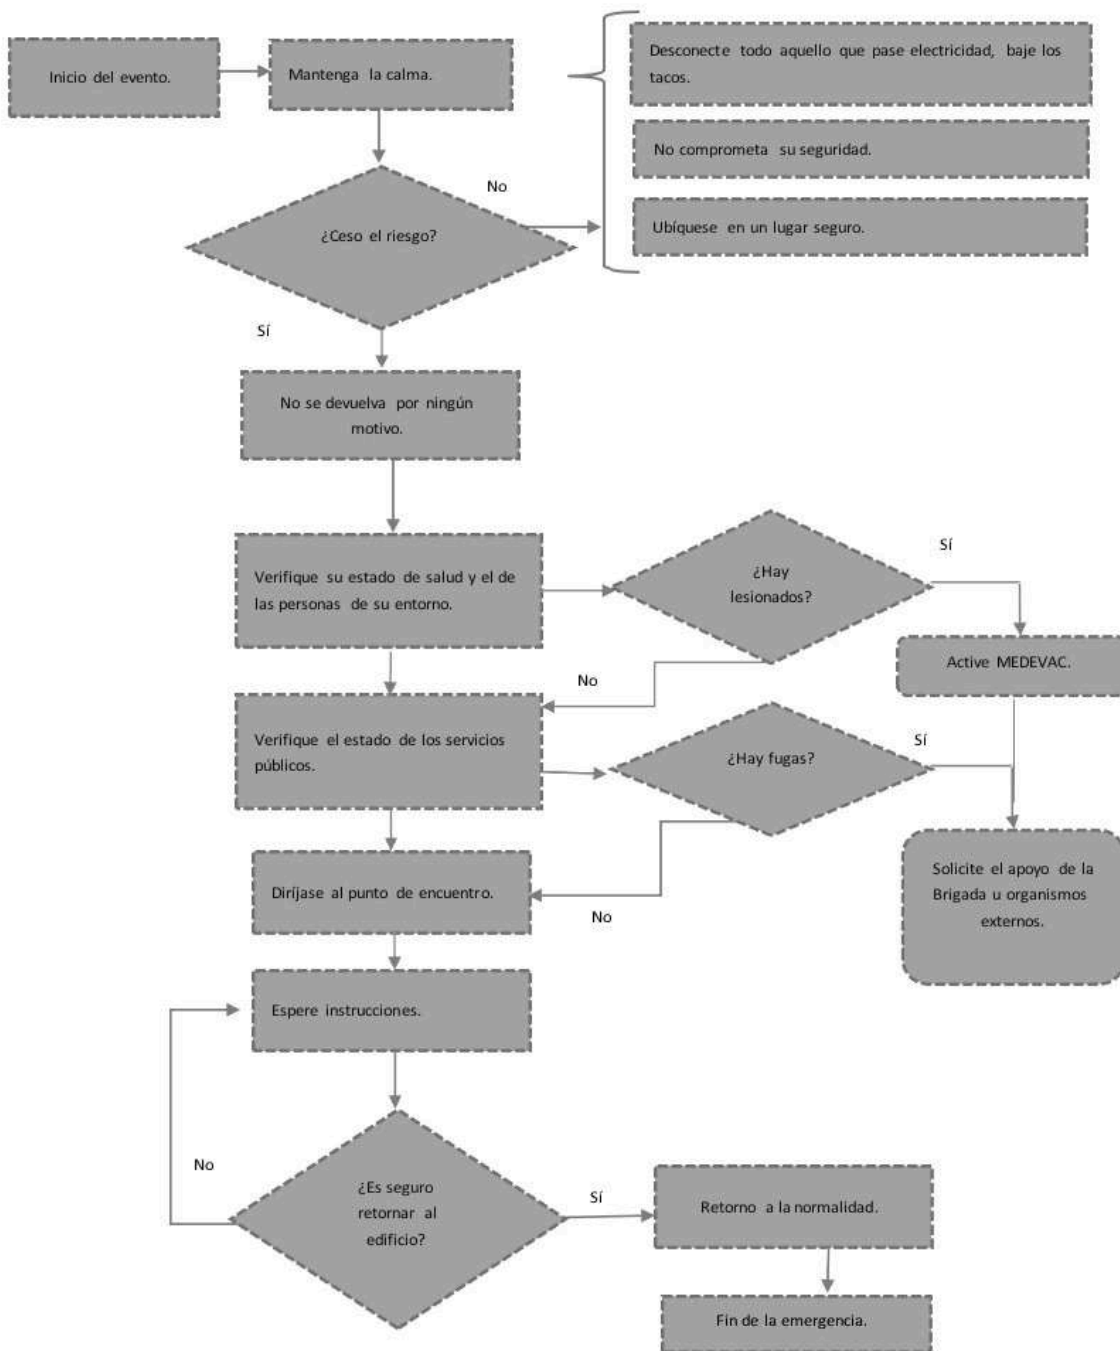 Inicio del evento.
Mantenga la calma.
Desconecte todo aquello que pase electricidad, baje los
tacos.
No comprometa su seguridad.
Ubíquese en un lugar seguro.
No
¿Ceso el riesgo?
Sí
No se devuelva por ningún
motivo.
Verifique su estado de salud y el de
las personas de su entorno.
¿Hay
lesionados?
Sí
Active MEDEVAC.
No
Verifique el estado de los servicios
públicos.
¿Hay fugas?
Sí
Solicite el apoyo de la
Brigada u organismos
externos.
No
Diríjase al punto de encuentro.
Espere instrucciones.
No
¿Es seguro
retornar al
edificio?
Sí
Retorno a la normalidad.
Fin de la emergencia.